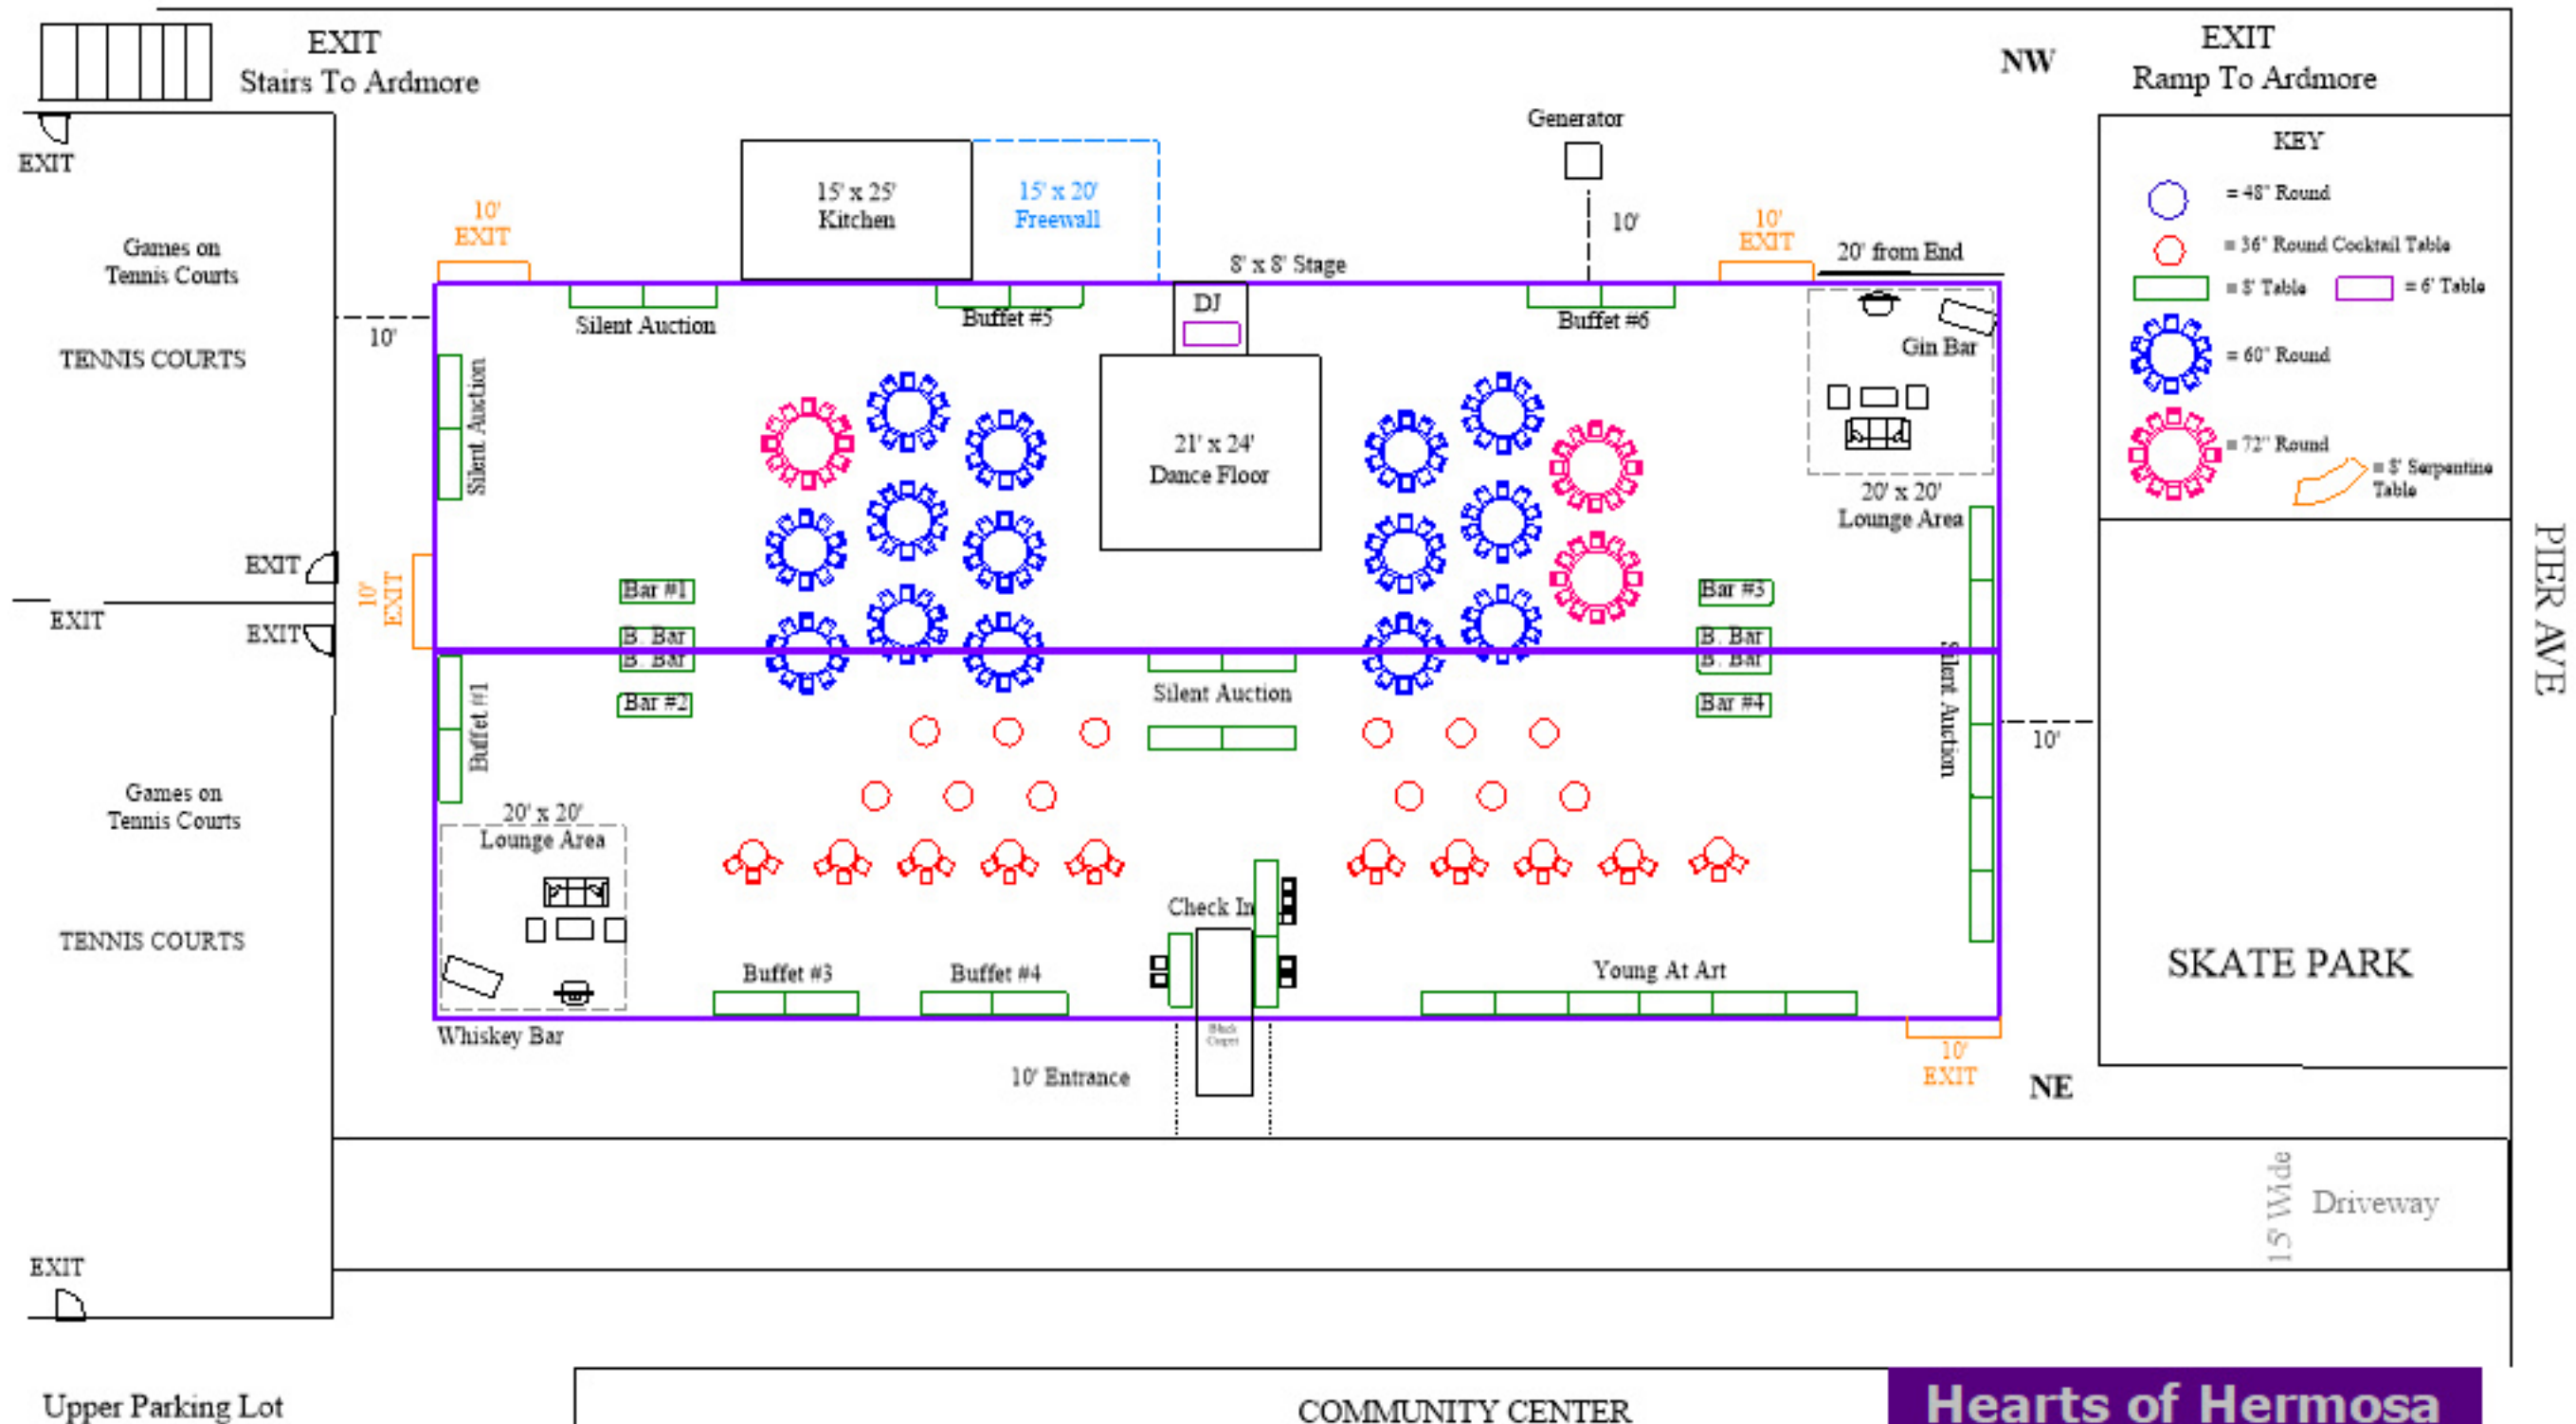 EXIT
Stairs To Ardmore
NW
EXIT
Ramp To Ardmore
EXIT
Generator
KEY
= 48" Round
= 36" Round Cocktail Table
= 8' Table
= 6' Table
= 60" Round
= 72" Round
= 8' Serpentine
Table
15' x 25'
Kitchen
15' x 20'
Freewall
10'
10'
EXIT
10'
EXIT
20' from End
8' x 8' Stage
Games on
Tennis Courts
TENNIS COURTS
10'
Silent Auction
Buffet #5
DJ
Buffet #6
Gin Bar
Silent Auction
21' x 24'
Dance Floor
20' x 20'
Lounge Area
EXIT
10'
EXIT
EXIT
EXIT
Bar #1
B. Bar
B. Bar
Bar #2
Bar #3
B. Bar
B. Bar
Bar #4
Silent Auction
Silent Auction
Buffet #1
10'
PIER AVE
Games on
Tennis Courts
20' x 20'
Lounge Area
TENNIS COURTS
Check In
Buffet #3
Buffet #4
Young At Art
SKATE PARK
Whiskey Bar
Black
Carpet
10' Entrance
10'
EXIT
NE
15' Wide
Driveway
EXIT
Upper Parking Lot
COMMUNITY CENTER
Hearts of Hermosa